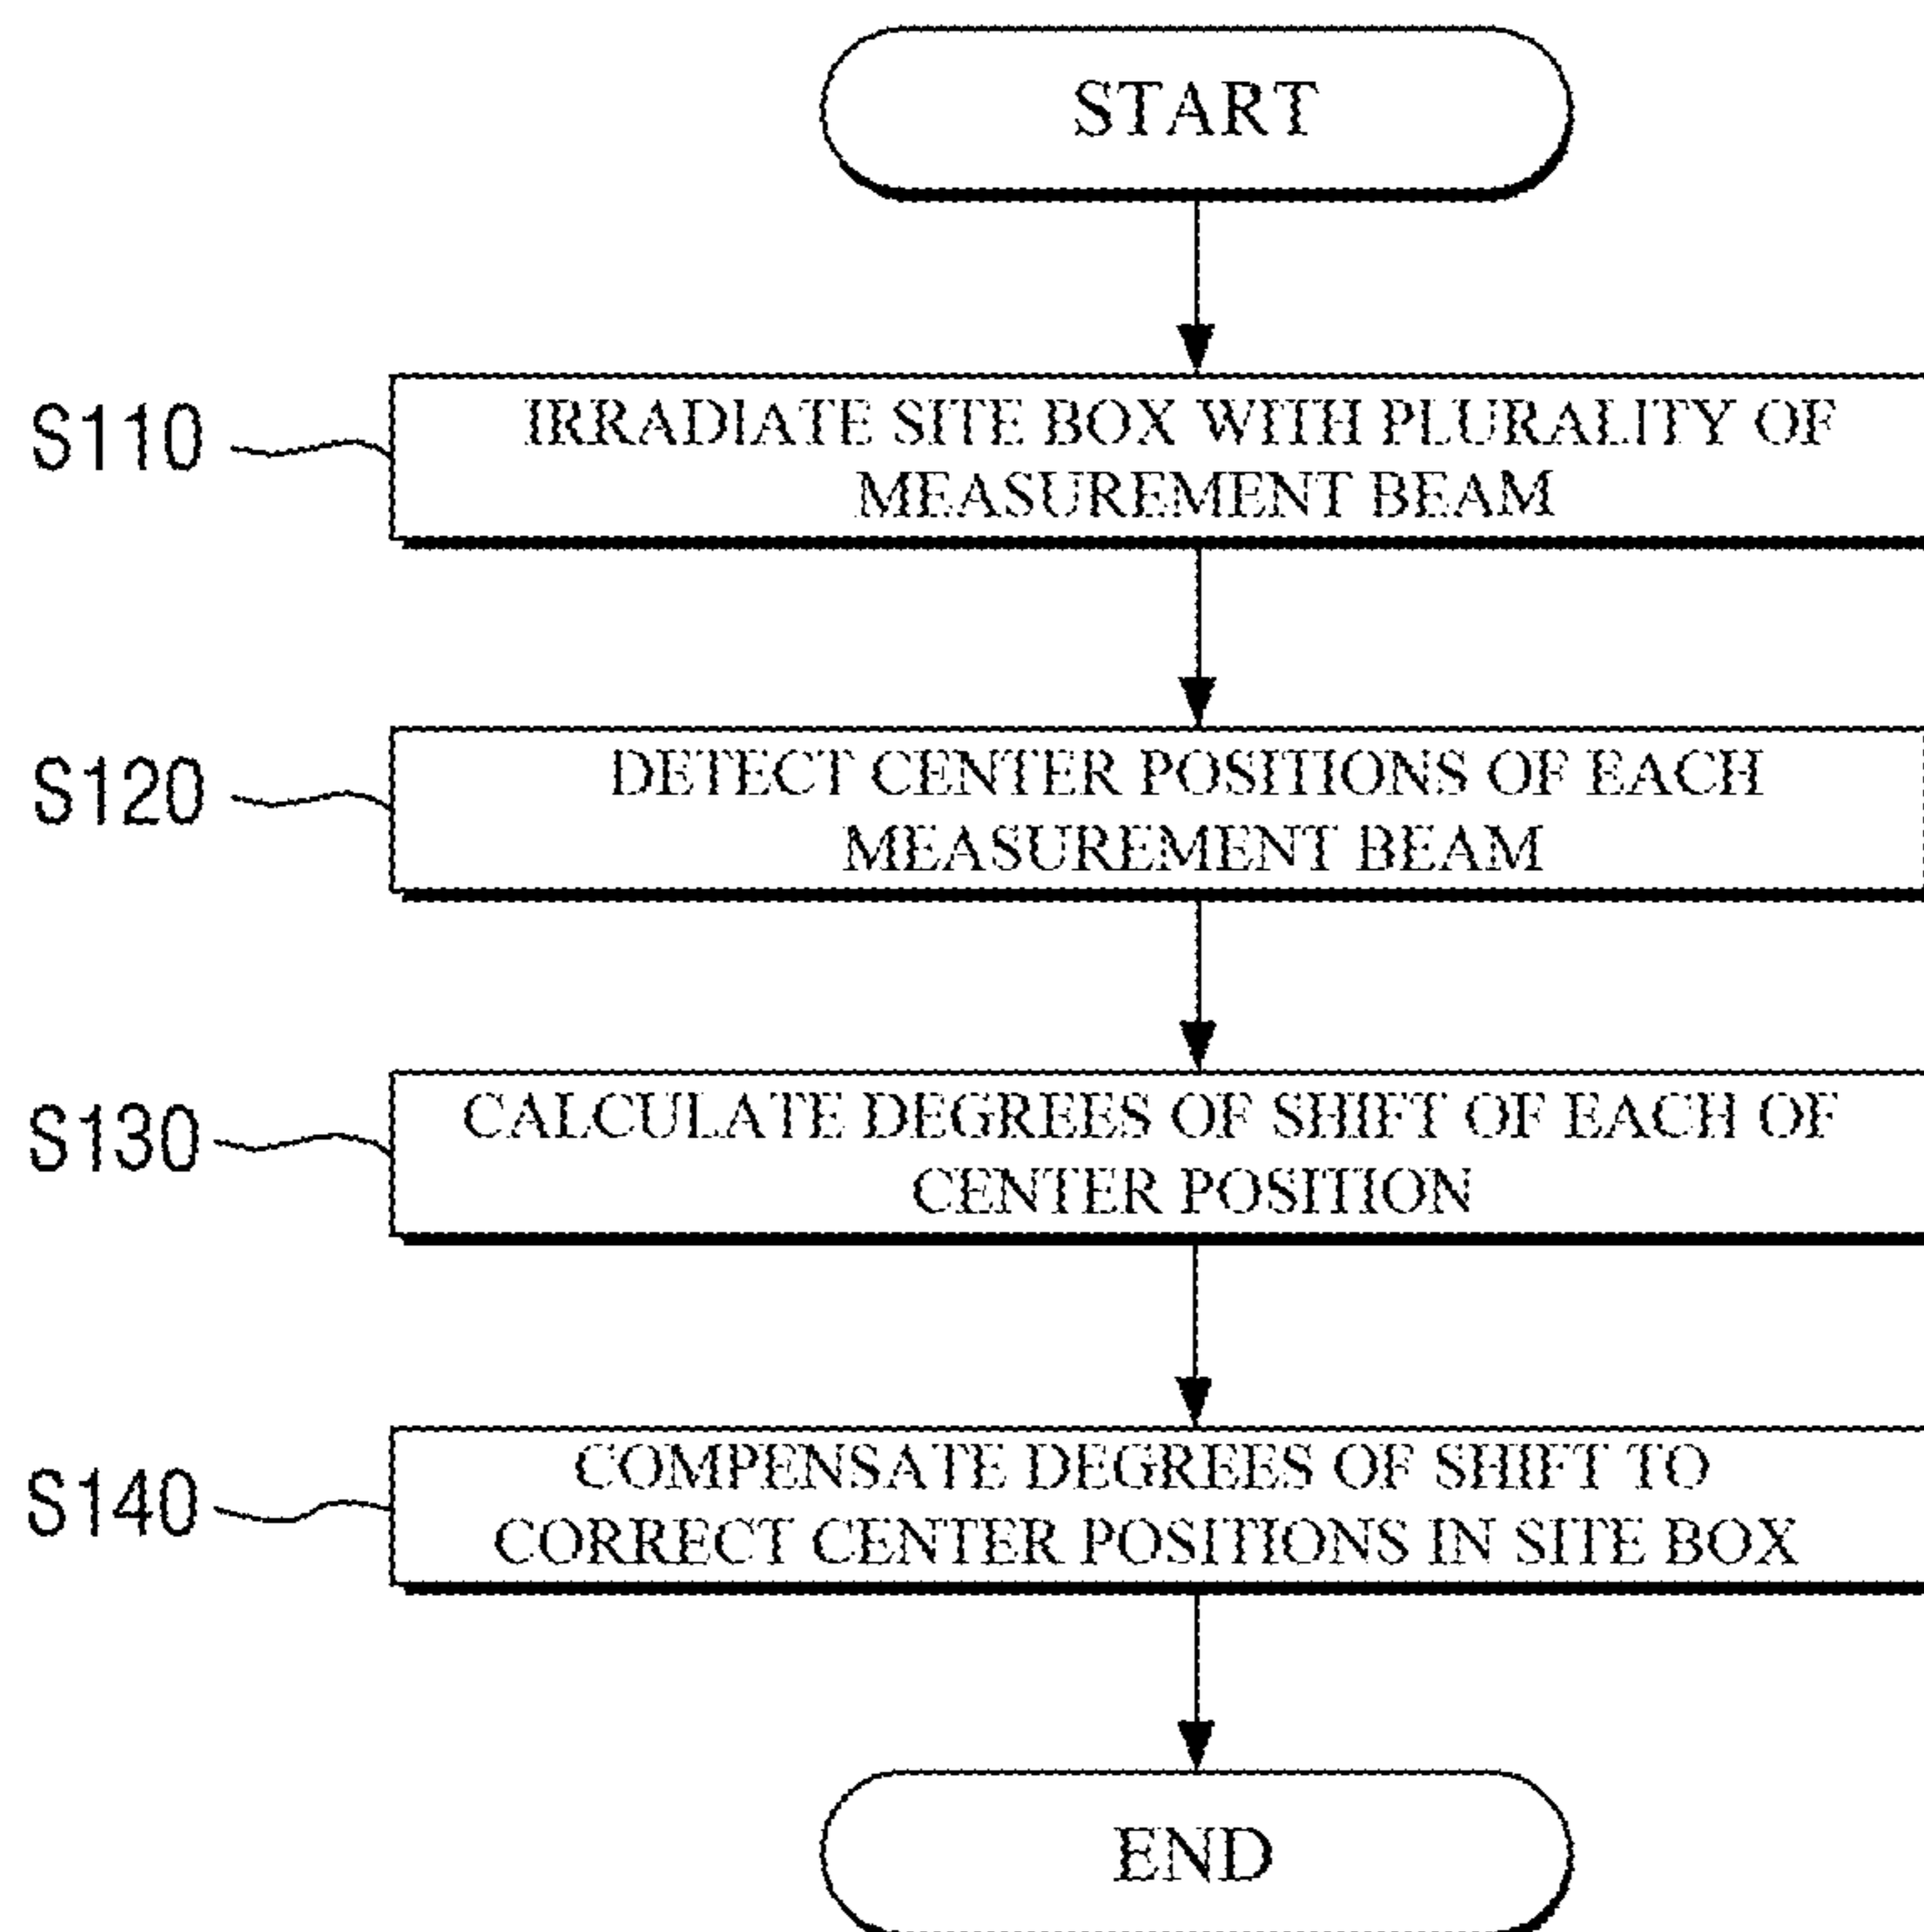 START
S110
IRRADIATE SITE BOX WITH PLURALITY OF
MEASUREMENT BEAM
S120
DETECT CENTER POSITIONS OF EACH
MEASUREMENT BEAM
S130
CALCULATE DEGREES OF SHIFT OF EACH OF
CENTER POSITION
S140
COMPENSATE DEGREES OF SHIFT TO
CORRECT CENTER POSITIONS IN SITE BOX
END